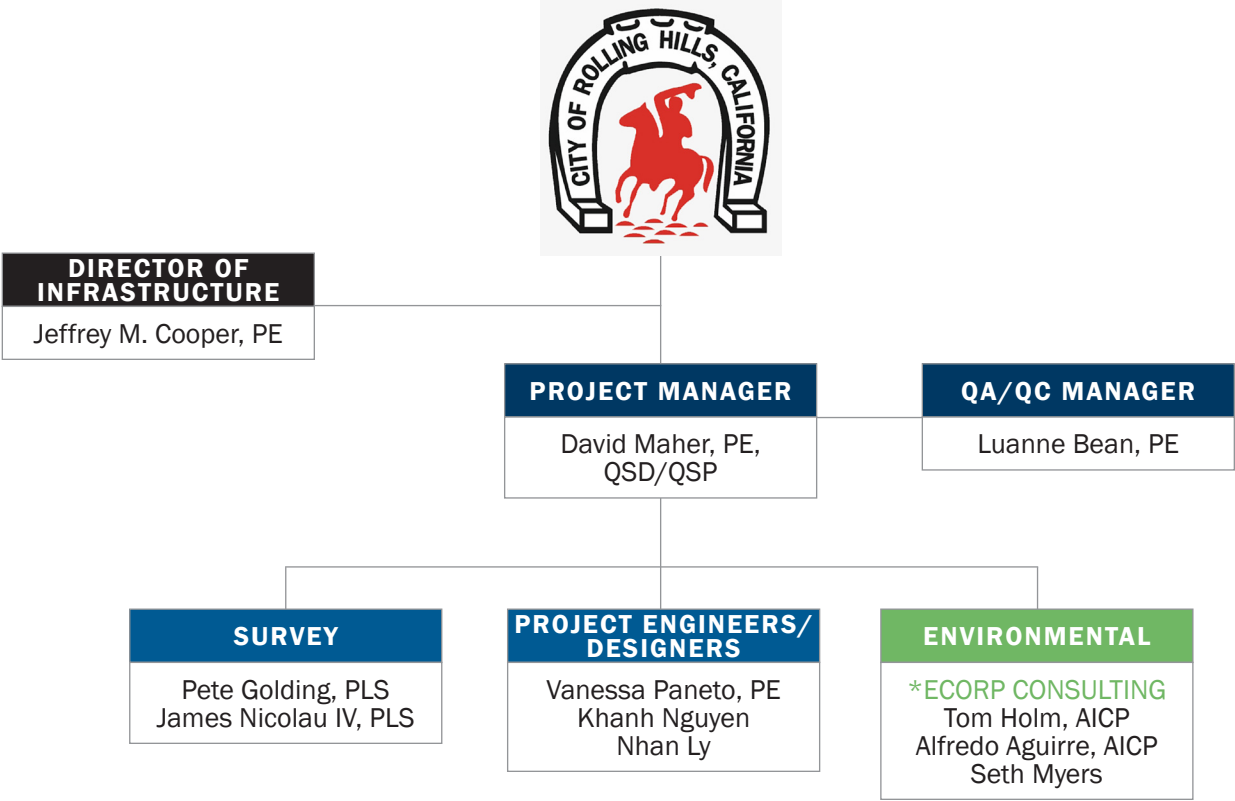 CITY OF ROLLING HILLS, CALIFORNIA
DIRECTOR OF
INFRASTRUCTURE
Jeffrey M. Cooper, PE
PROJECT MANAGER
David Maher, PE,
QSD/QSP
QA/QC MANAGER
Luanne Bean, PE
SURVEY
Pete Golding, PLS
James Nicolau IV, PLS
PROJECT ENGINEERS/
DESIGNERS
Vanessa Paneto, PE
Khanh Nguyen
Nhan Ly
ENVIRONMENTAL
*ECORP CONSULTING
Tom Holm, AICP
Alfredo Aguirre, AICP
Seth Myers